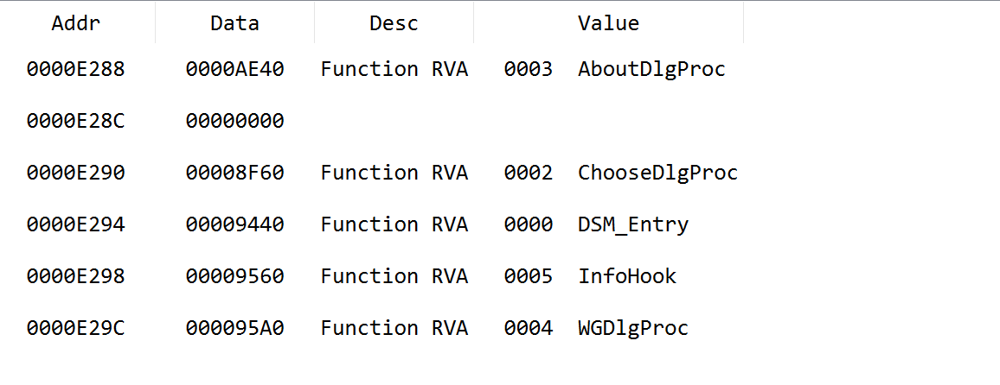 Addr Data Desc Value
0000E288 0000AE40 Function RVA 0003 AboutDlgProc
0000E28C 00000000
0000E290 00008F60 Function RVA 0002 ChooseDlgProc
0000E294 00009440 Function RVA 0000 DSM_Entry
0000E298 00009560 Function RVA 0005 InfoHook
0000E29C 000095A0 Function RVA 0004 WGDlgProc